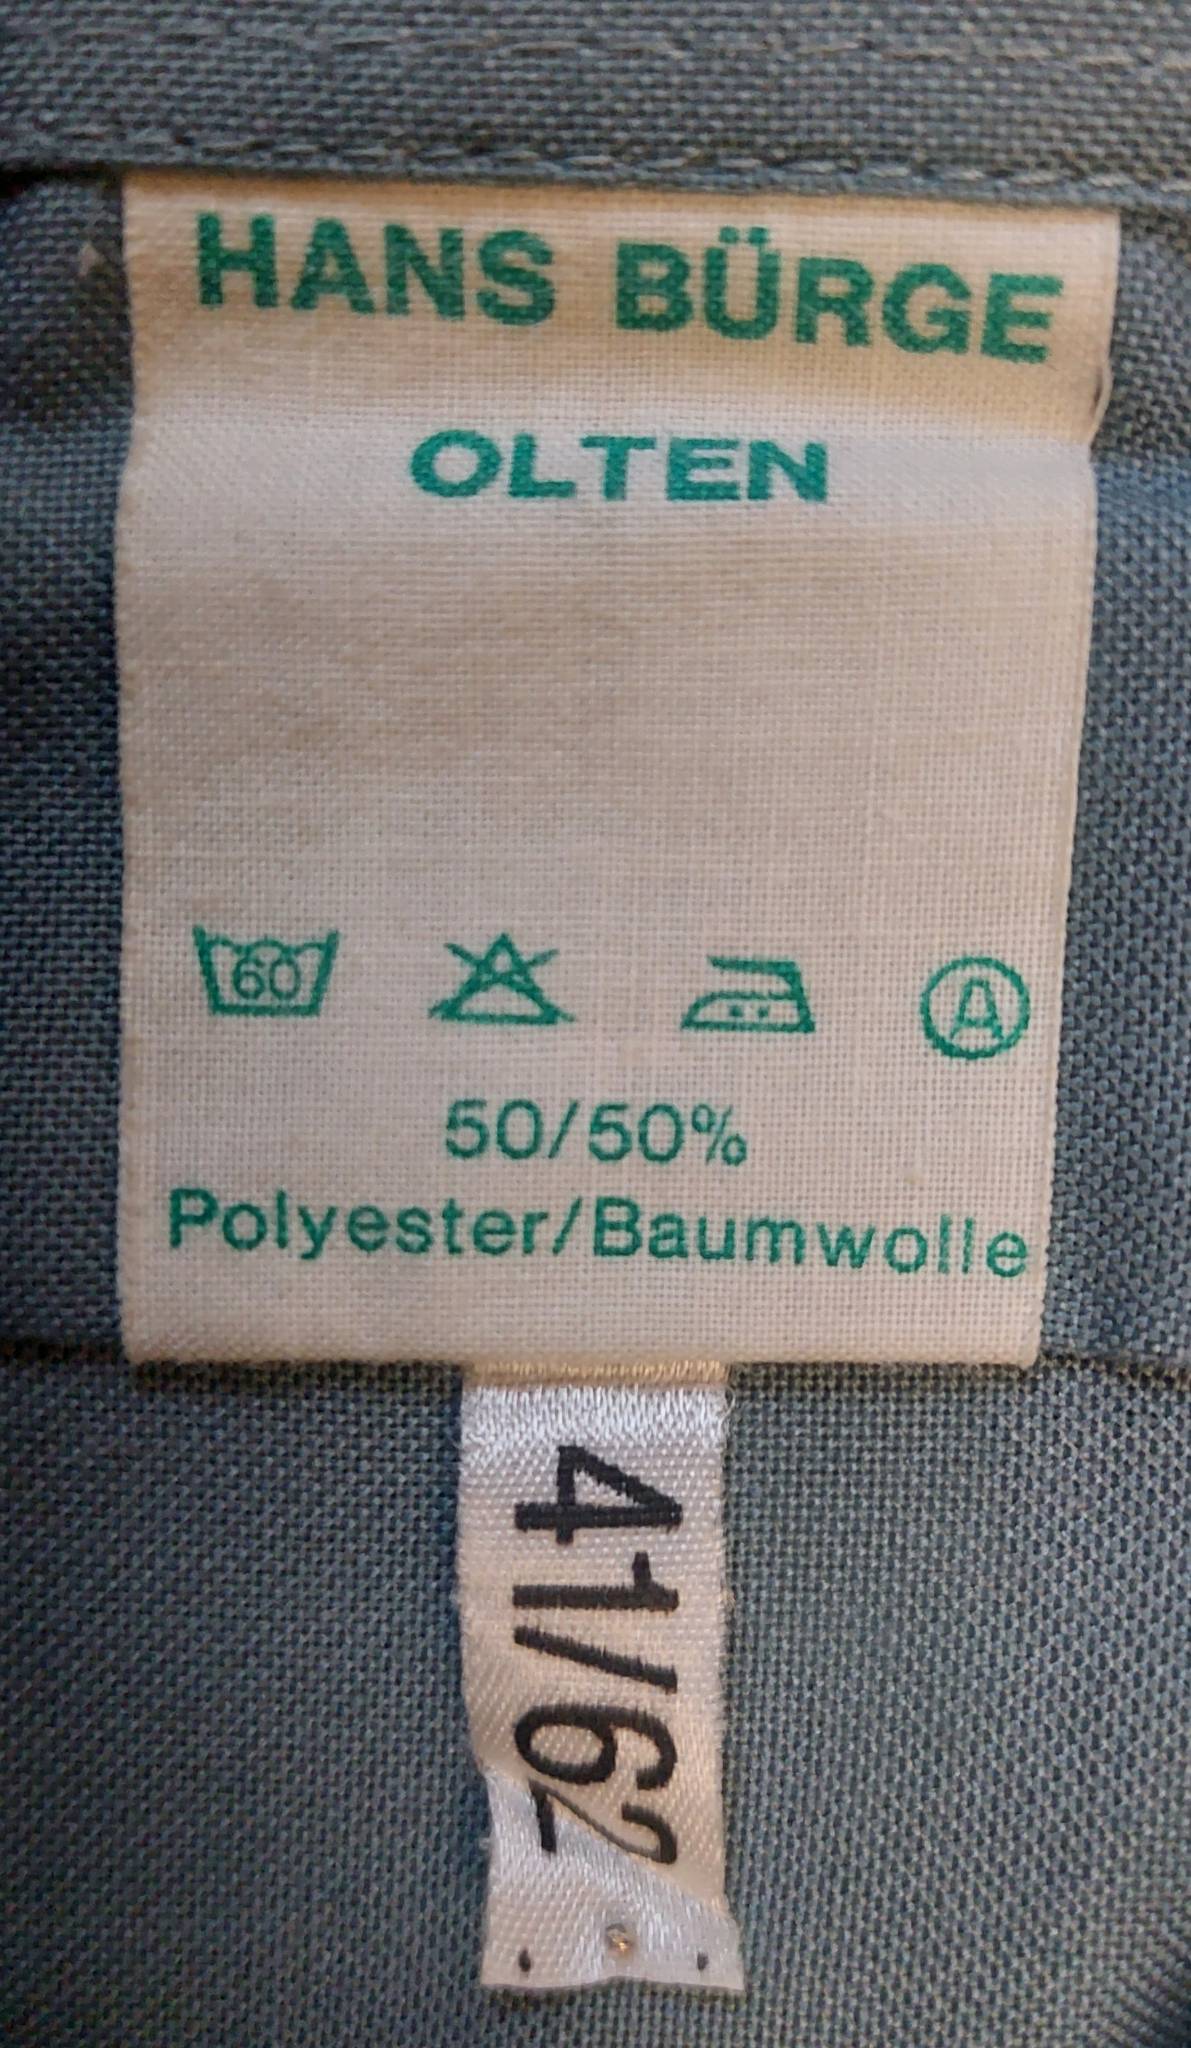 HANS BÜRGE
OLTEN
60
A
50/50%
Polyester/Baumwolle
41/62